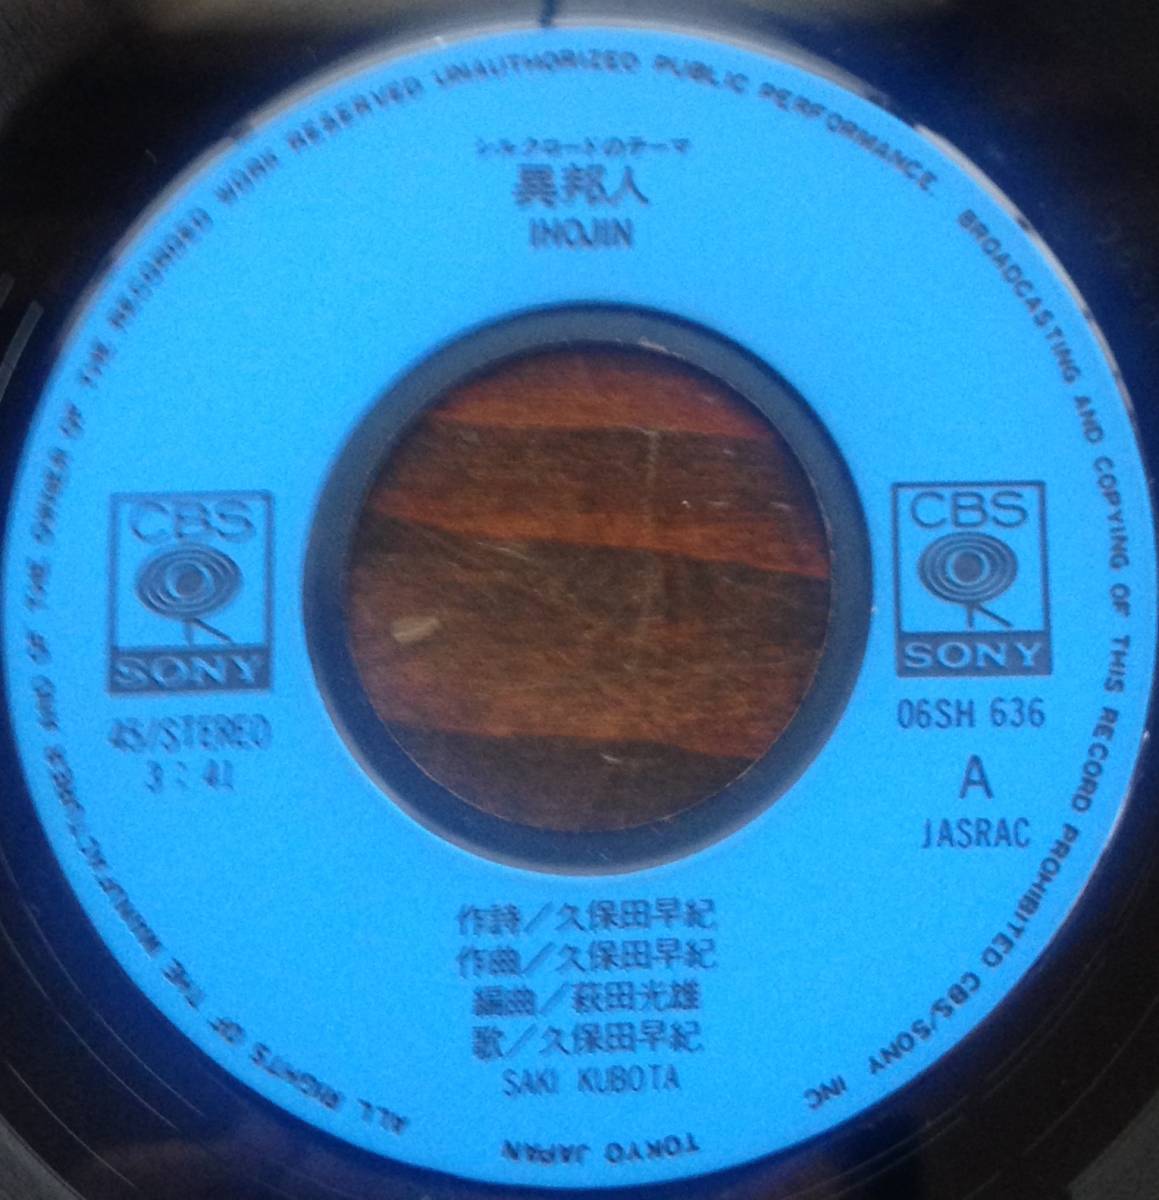 シルクロードのテーマ
異邦人
IHOJIN
CBS
SONY
45/STEREO
3:41
CBS
SONY
06SH 636
A
JASRAC
作詩/久保田早紀
作曲/久保田早紀
編曲/萩田光雄
歌/久保田早紀
SAKI KUBOTA
ALL RIGHTS OF THE MANUFACTURER AND OF THE OWNER OF THE RECORDED WORK RESERVED UNAUTHORIZED PUBLIC PERFORMANCE. BROADCASTING AND COPYING OF THIS RECORD PROHIBITED CBS/SONY INC TOKYO JAPAN